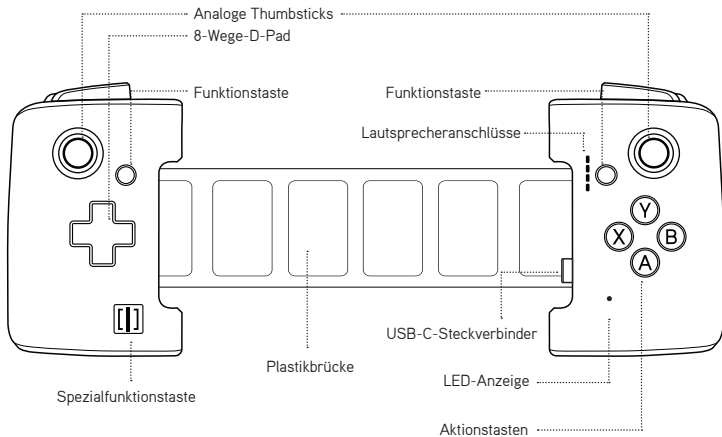 Analoge Thumbsticks
8-Wege-D-Pad
Funktionstaste
Funktionstaste
Lautsprecheranschlüsse
Y
X
B
A
USB-C-Steckverbinder
Plastikbrücke
LED-Anzeige
Spezialfunktionstaste
Aktionstasten